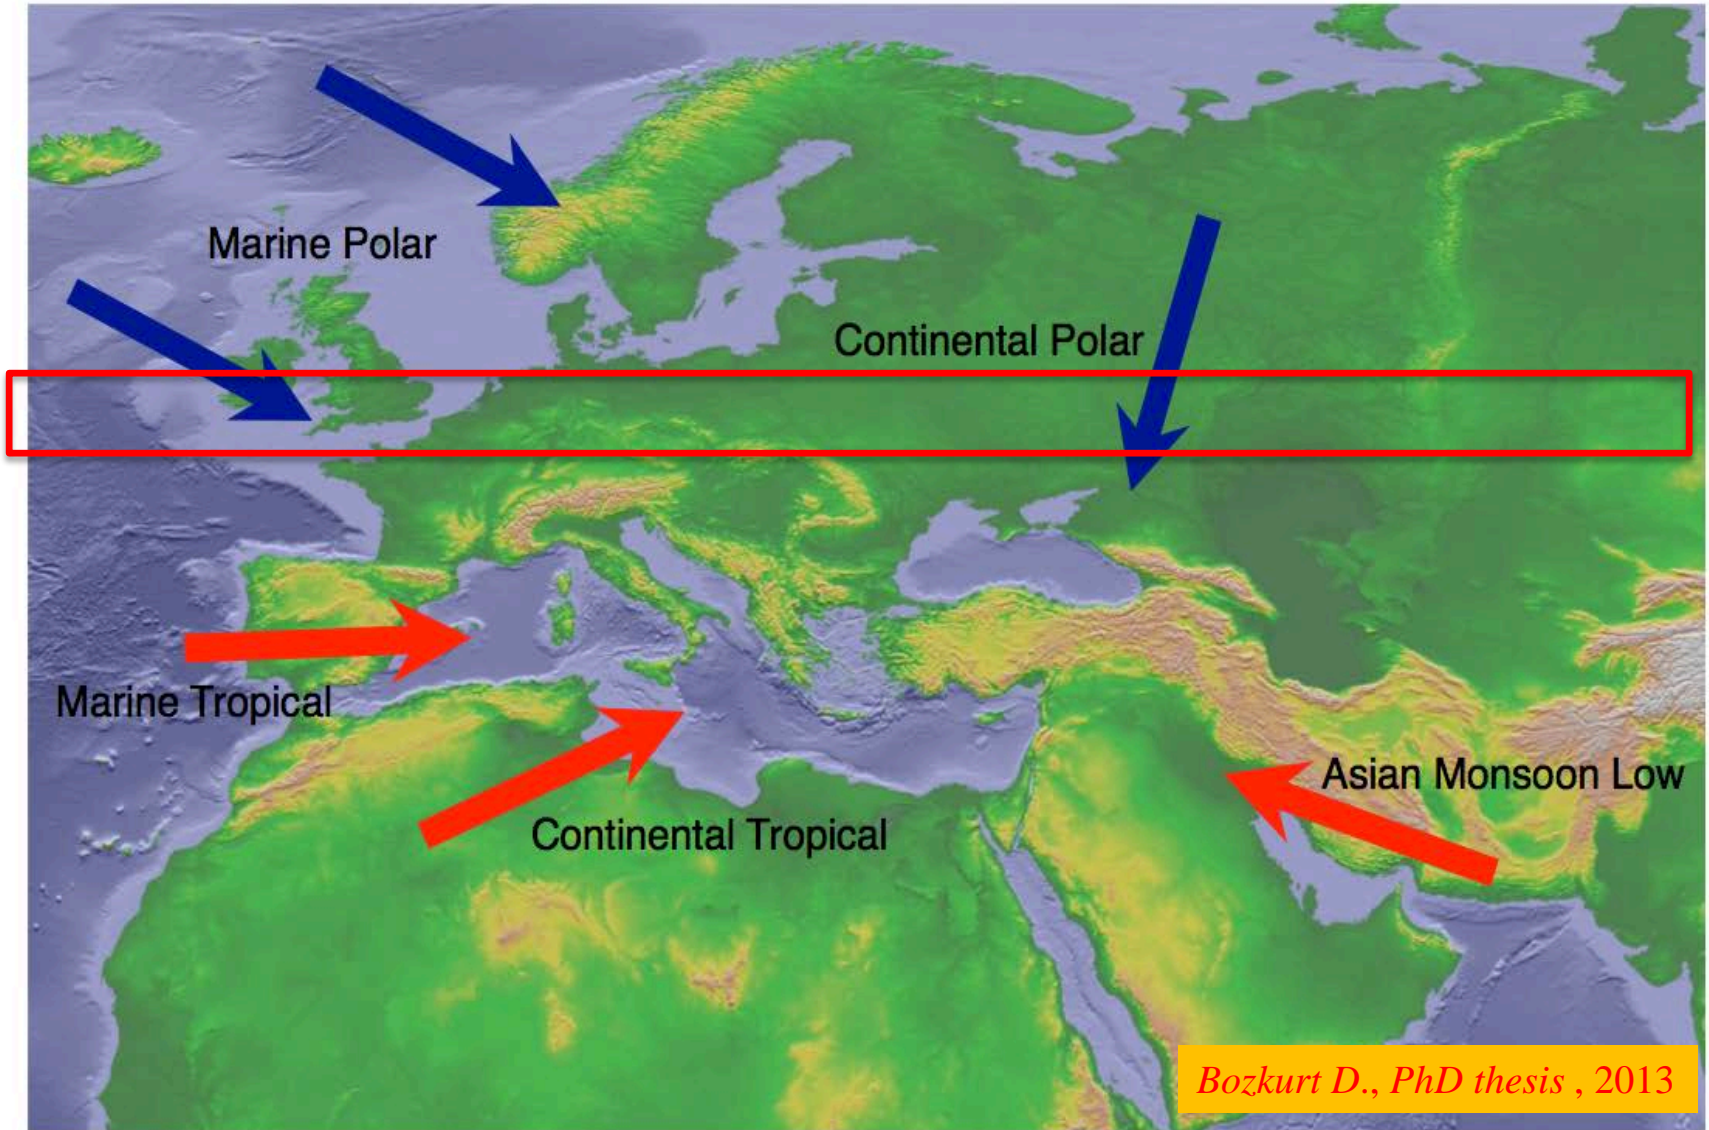 Marine Polar
Continental Polar
Marine Tropical
Asian Monsoon Low
Continental Tropical
Bozkurt D., PhD thesis , 2013